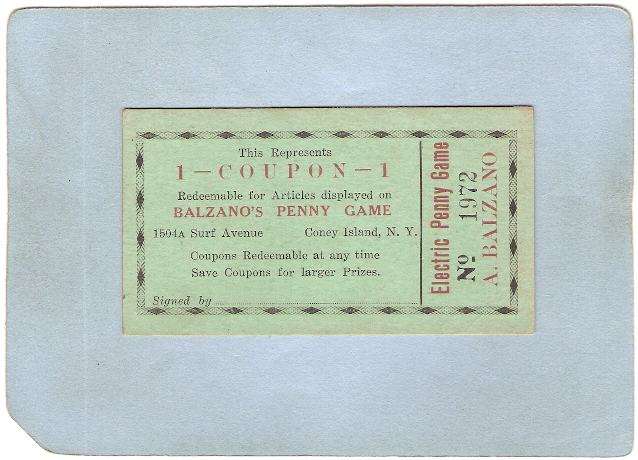 This Represents
1 — COUPON — 1
Redeemable for Articles displayed on
BALZANO'S PENNY GAME
1504A Surf Avenue Coney Island, N. Y.
Coupons Redeemable at any time
Save Coupons for larger Prizes.
Signed by
Electric Penny Game
No 1972
A. BALZANO